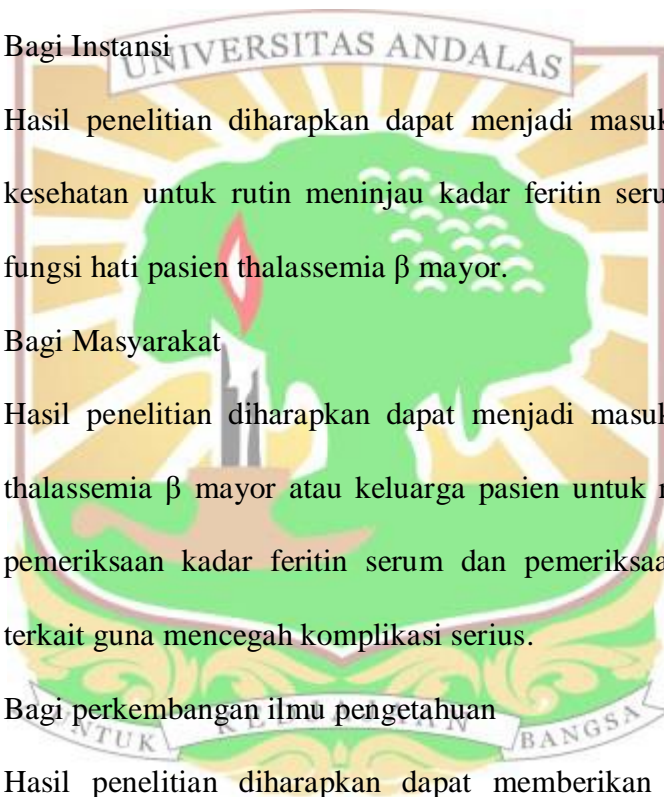 Bagi Instansi
UNIVERSITAS ANDALAS
Hasil penelitian diharapkan dapat menjadi masuk
kesehatan untuk rutin meninjau kadar feritin seru
fungsi hati pasien thalassemia β mayor.
Bagi Masyarakat
Hasil penelitian diharapkan dapat menjadi masuk
thalassemia β mayor atau keluarga pasien untuk
pemeriksaan kadar feritin serum dan pemeriksaa
terkait guna mencegah komplikasi serius.
Bagi perkembangan ilmu pengetahuan
UNTUK BANGSA
Hasil penelitian diharapkan dapat memberikan